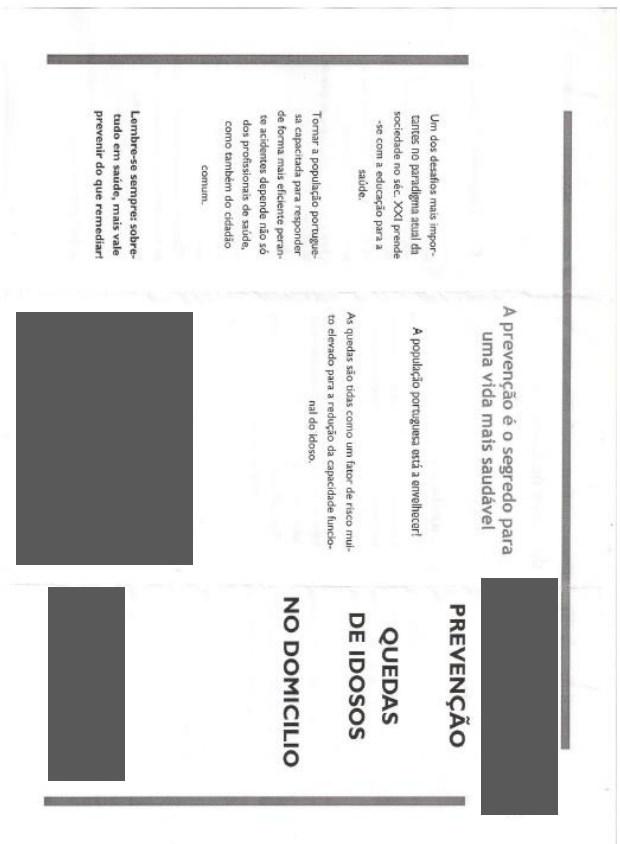 Um dos desafios mais impor-
tantes no paradigma atual da
sociedade no séc. XXI prende
-se com a educação para a
saúde.
Tornar a população portugue-
sa capacitada para responder
de forma mais eficiente peran-
te acidentes depende não só
dos profissionais de saúde,
como também do cidadão
comum.
Lembre-se sempre: sobre-
tudo em saúde, mais vale
prevenir do que remediar!
A prevenção é o segredo para
uma vida mais saudável
A população portuguesa está a envelhecer!
As quedas são tidas como um fator de risco mui-
to elevado para a redução da capacidade funcio-
nal do idoso.
PREVENÇÃO
QUEDAS
DE IDOSOS
NO DOMICILIO